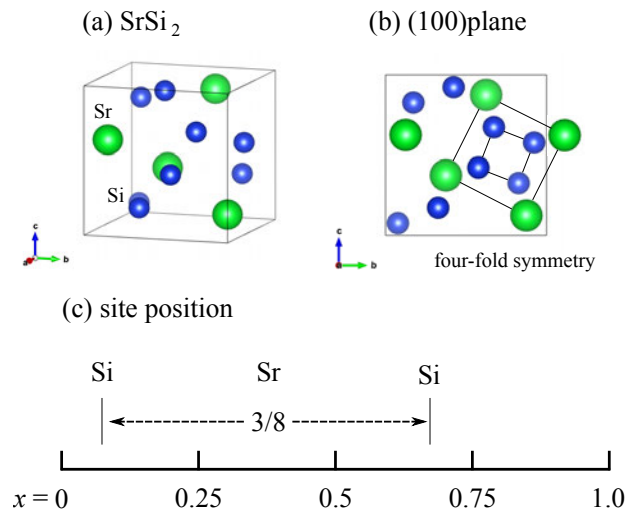 (a) SrSi2
(b) (100)plane
Sr
Si
c
a
b
c
a
b
four-fold symmetry
(c) site position
Si
Sr
Si
3/8
x = 0
0.25
0.5
0.75
1.0